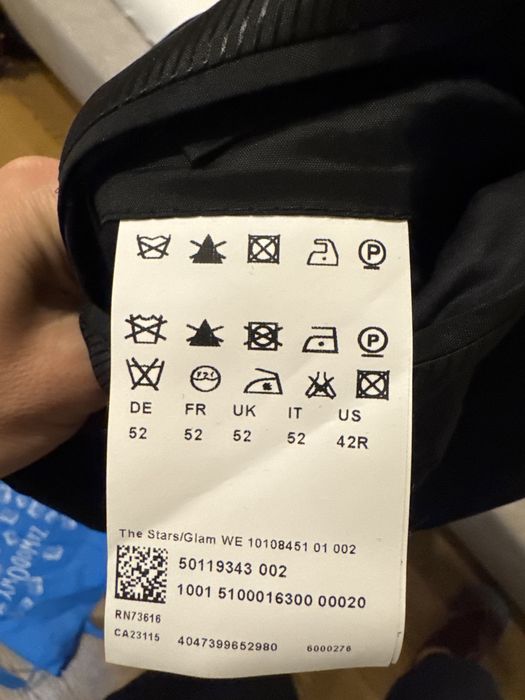 P
P
DE FR UK IT US
52 52 52 52 42R
The Stars/Glam WE 10108451 01 002
50119343 002
1001 5100016300 00020
RN73616
CA23115 4047399652980 6000276